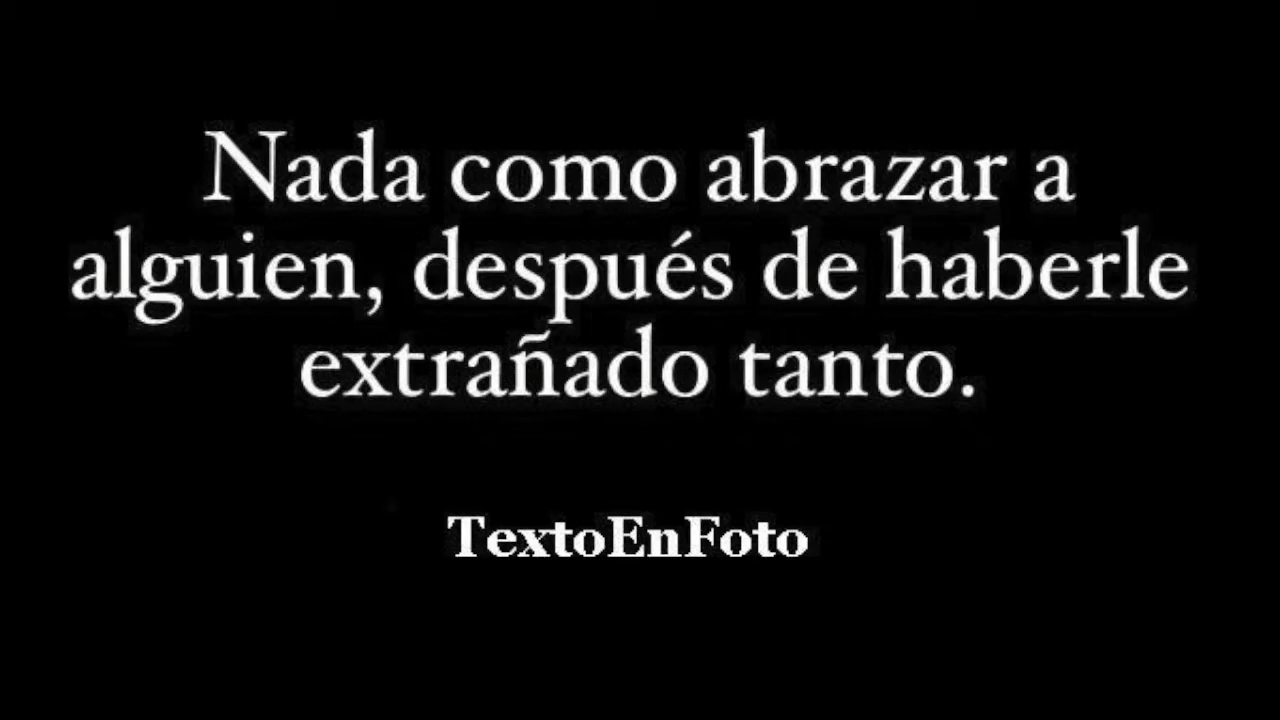 Nada como abrazar a
alguien, después de haberle
extrañado tanto.
TextoEnFoto